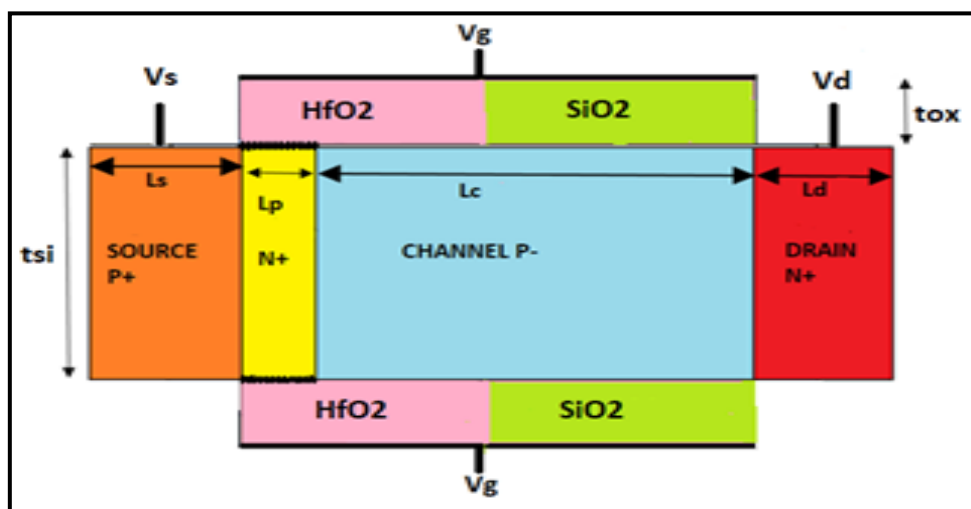 Vg
Vs
Vd
HfO2
SiO2
tox
Ls
Lp
Lc
Ld
tsi
SOURCE
P+
N+
CHANNEL P-
DRAIN
N+
HfO2
SiO2
Vg